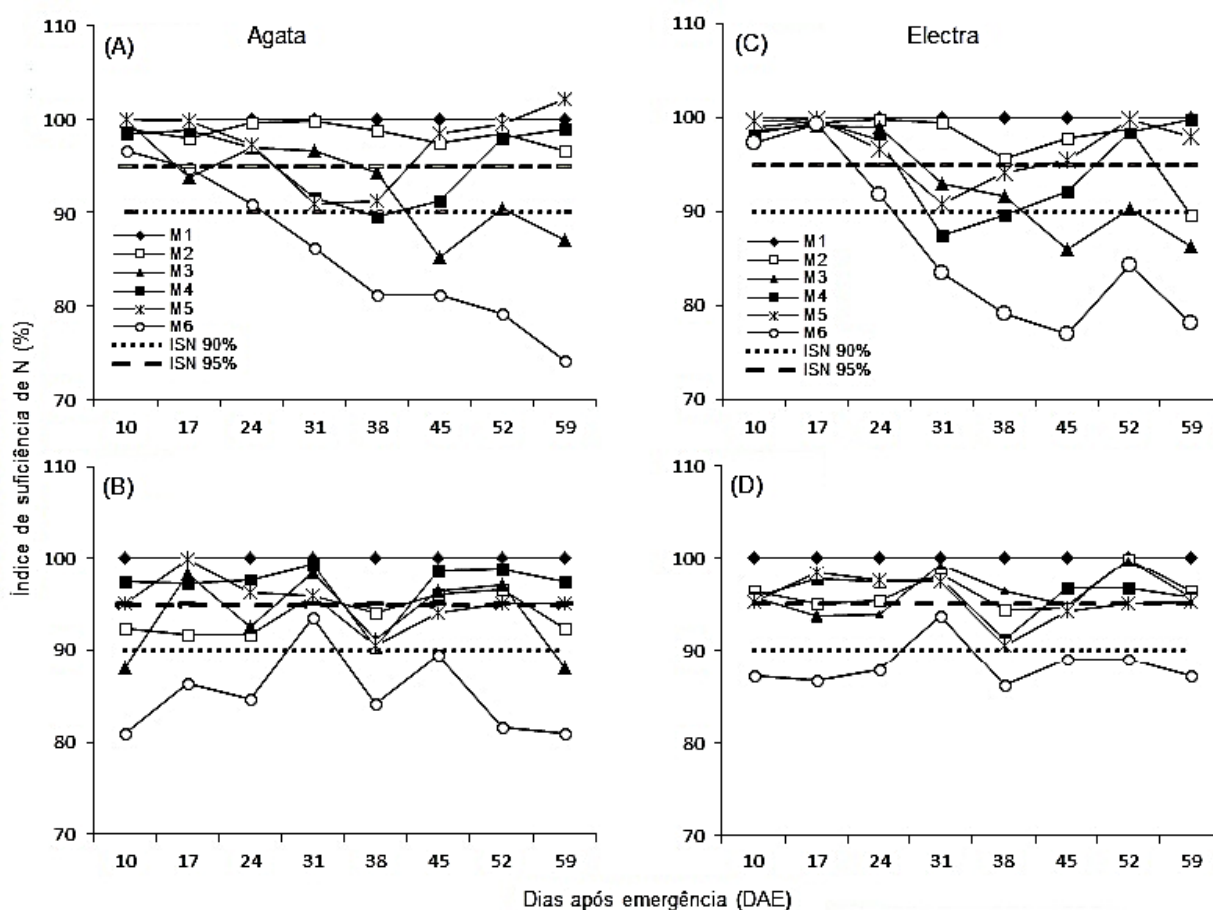 Índice de suficiência de N (%)
(A) Agata
110
100
90
80
70
M1
M2
M3
M4
M5
M6
ISN 90%
ISN 95%
10 17 24 31 38 45 52 59
(C) Electra
110
100
90
80
70
M1
M2
M3
M4
M5
M6
ISN 90%
ISN 95%
10 17 24 31 38 45 52 59
(B)
110
100
90
80
70
10 17 24 31 38 45 52 59
(D)
110
100
90
80
70
10 17 24 31 38 45 52 59
Dias após emergência (DAE)